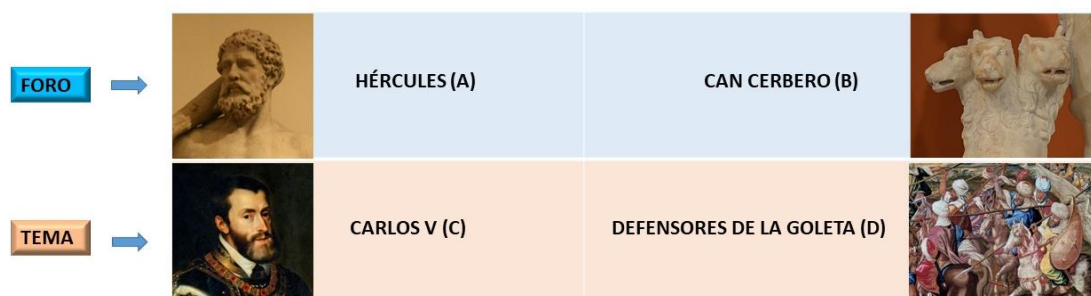 FORO
HÉRCULES (A)
CAN CERBERO (B)
TEMA
CARLOS V (C)
DEFENSORES DE LA GOLETA (D)